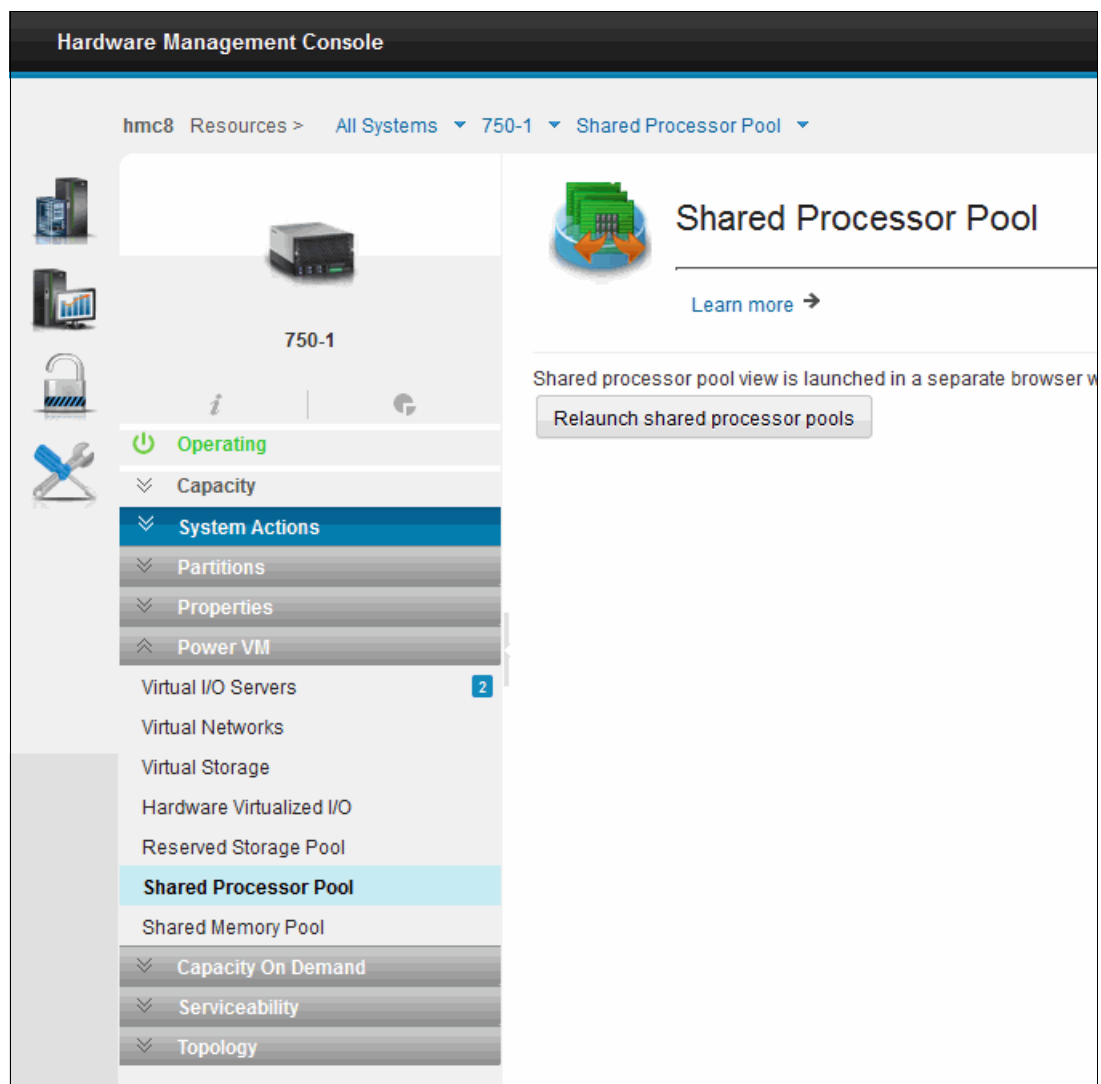 Hardware Management Console
hmc8 Resources > All Systems 750-1 Shared Processor Pool
750-1
i
Operating
Capacity
System Actions
Partitions
Properties
Power VM
Virtual I/O Servers 2
Virtual Networks
Virtual Storage
Hardware Virtualized I/O
Reserved Storage Pool
Shared Processor Pool
Shared Memory Pool
Capacity On Demand
Serviceability
Topology
Shared Processor Pool
Learn more
Shared processor pool view is launched in a separate browser
Relaunch shared processor pools